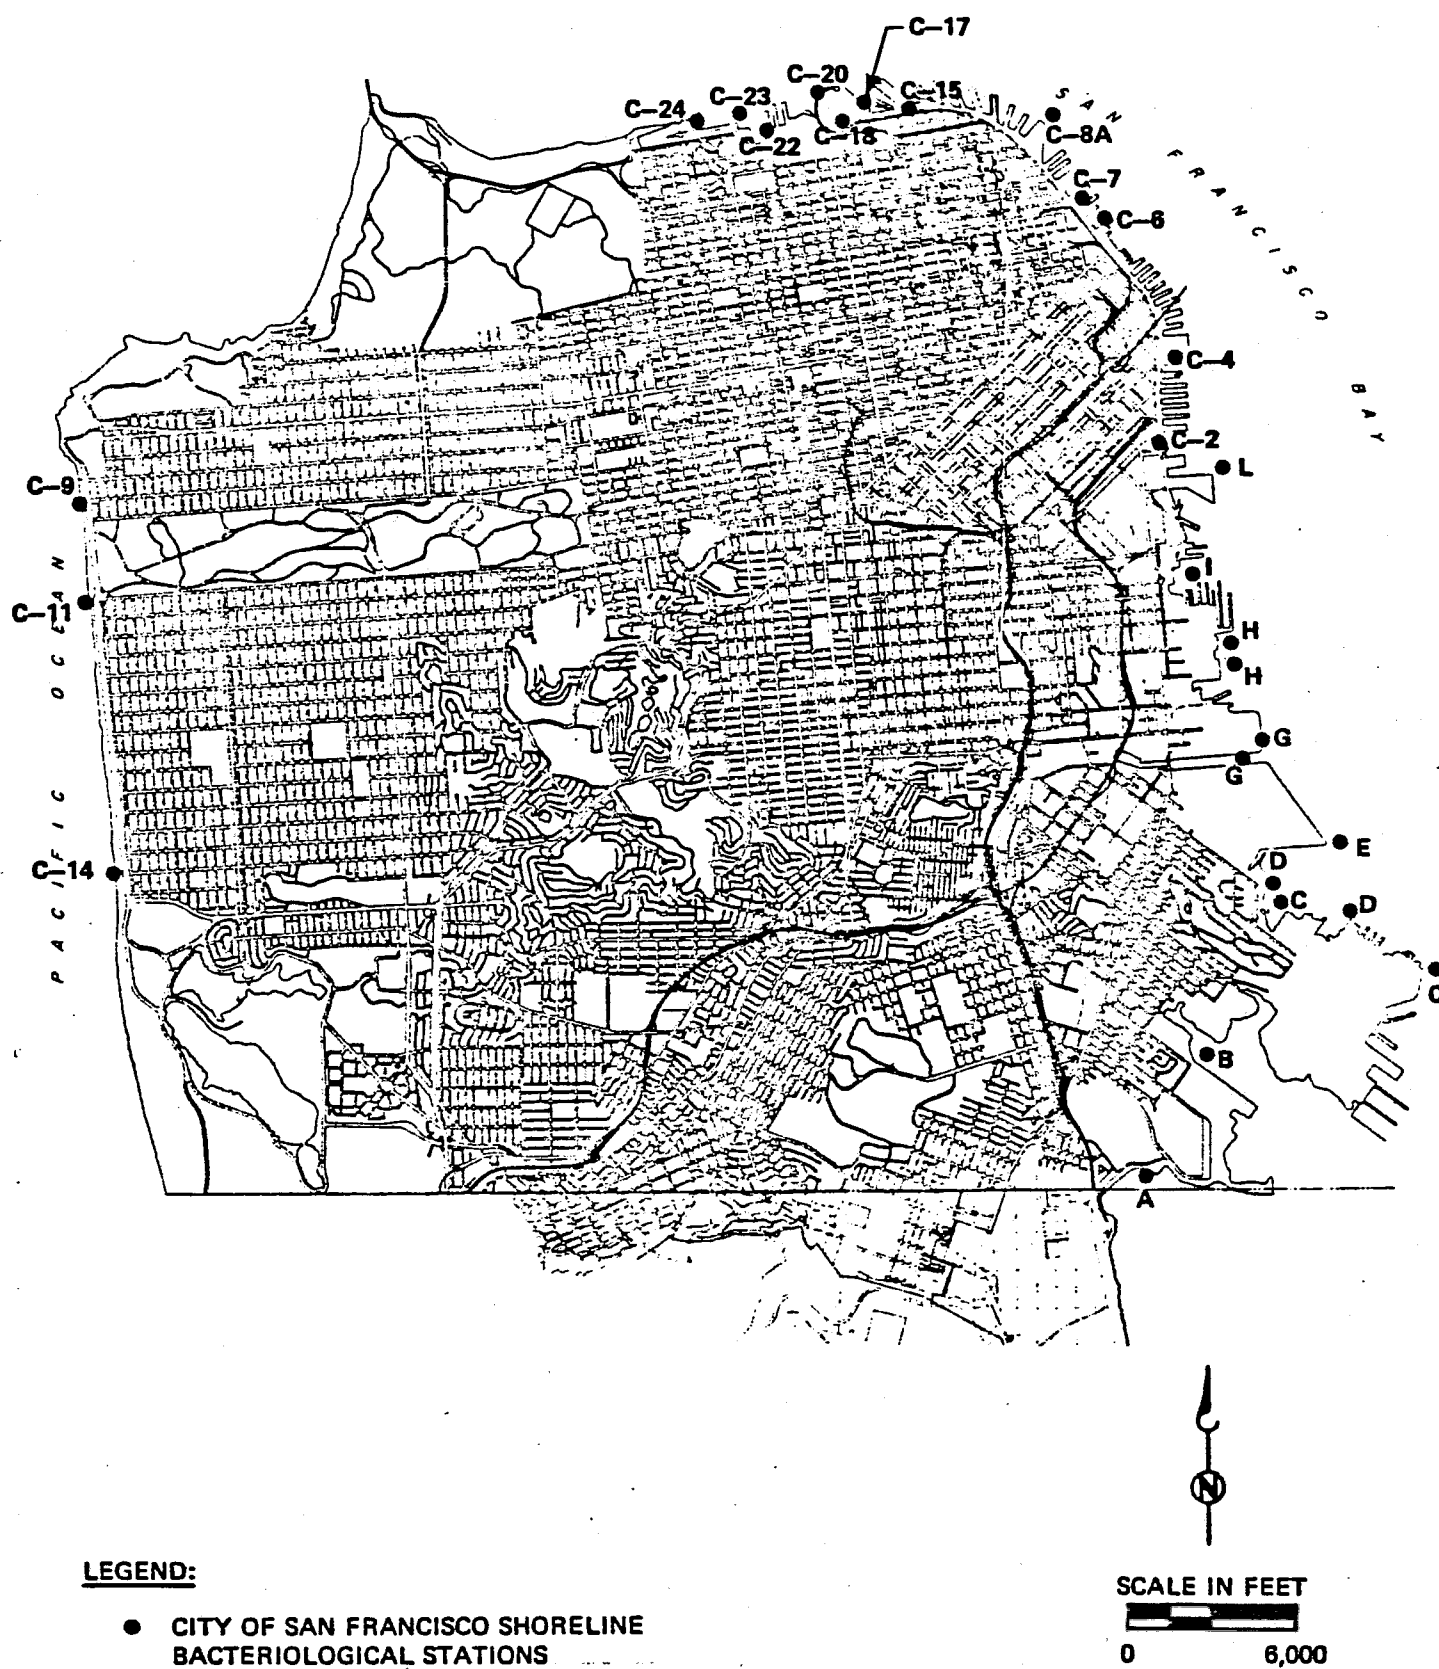 C-17
C-20
C-23
C-15
C-24
C-22
C-18
C-8A
SAN FRANCISCO BAY
C-7
C-6
C-4
C-2
L
C-9
I
C-11
H
H
PACIFIC OCEAN
G
G
E
C-14
D
C
D
B
A
N
LEGEND:
SCALE IN FEET
● CITY OF SAN FRANCISCO SHORELINE
BACTERIOLOGICAL STATIONS
0 6,000